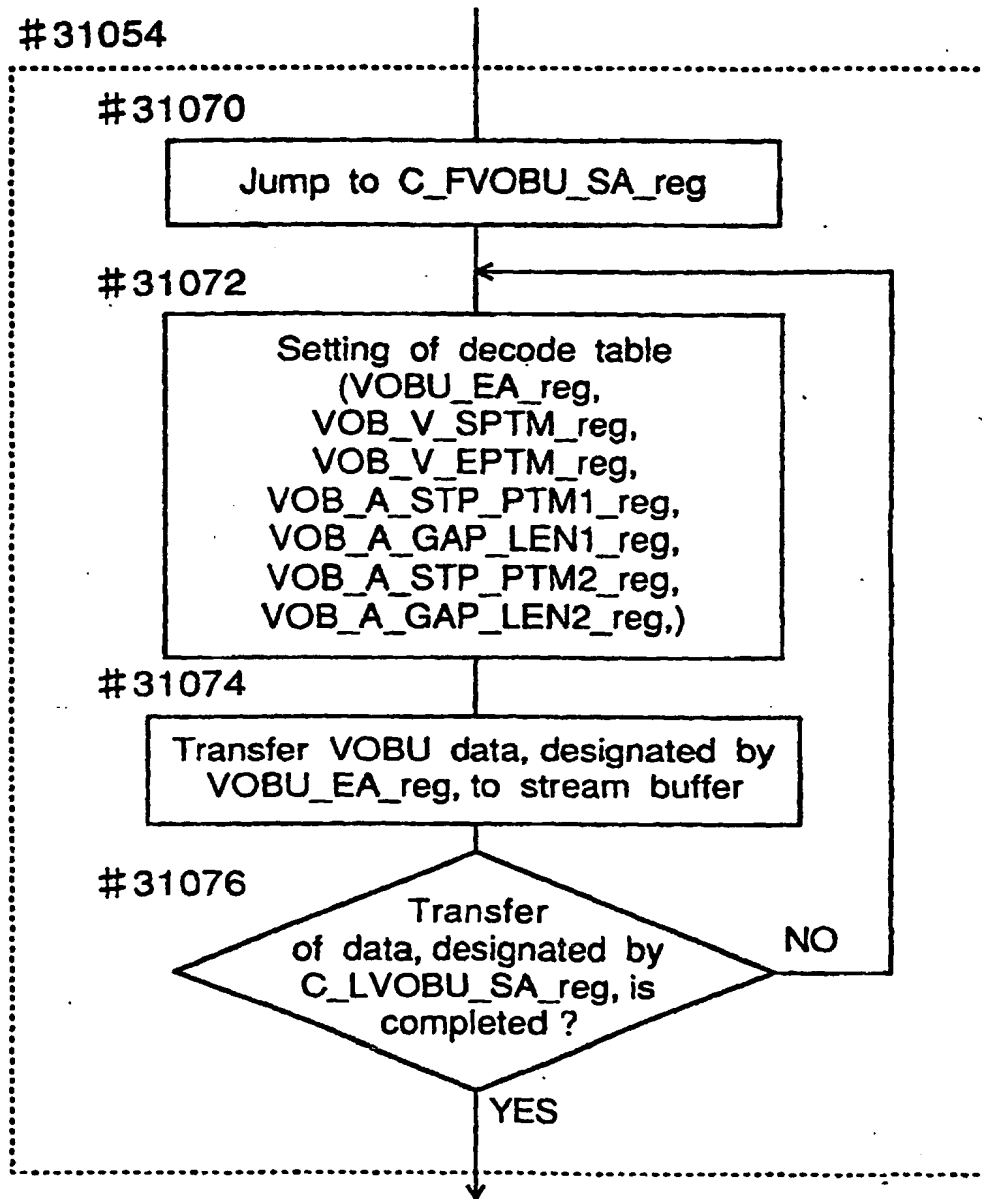 #31054
#31070
Jump to C_FVOBU_SA_reg
#31072
Setting of decode table
(VOBU_EA_reg,
VOB_V_SPTM_reg,
VOB_V_EPTM_reg,
VOB_A_STP_PTM1_reg,
VOB_A_GAP_LEN1_reg,
VOB_A_STP_PTM2_reg,
VOB_A_GAP_LEN2_reg,)
#31074
Transfer VOBU data, designated by
VOBU_EA_reg, to stream buffer
#31076
Transfer
of data, designated by
C_LVOBU_SA_reg, is
completed ?
NO
YES